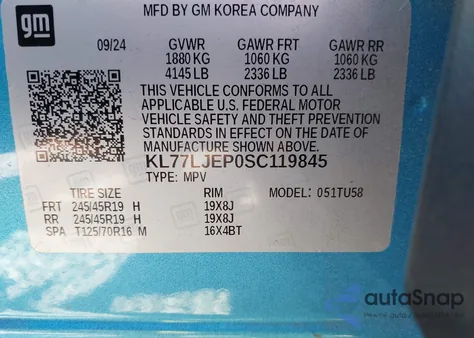 gm
MFD BY GM KOREA COMPANY
09/24 GVWR GAWR FRT GAWR RR
1880 KG 1060 KG 1060 KG
4145 LB 2336 LB 2336 LB
THIS VEHICLE CONFORMS TO ALL
APPLICABLE U.S. FEDERAL MOTOR
VEHICLE SAFETY AND THEFT PREVENTION
STANDARDS IN EFFECT ON THE DATE OF
KL77LJEP0SC119845
TYPE: MPV
TIRE SIZE RIM MODEL: 051TU58
FRT 245/45R19 H 19X8J
RR 245/45R19 H 19X8J
SPA T125/70R16 M 16X4BT
autoSnap